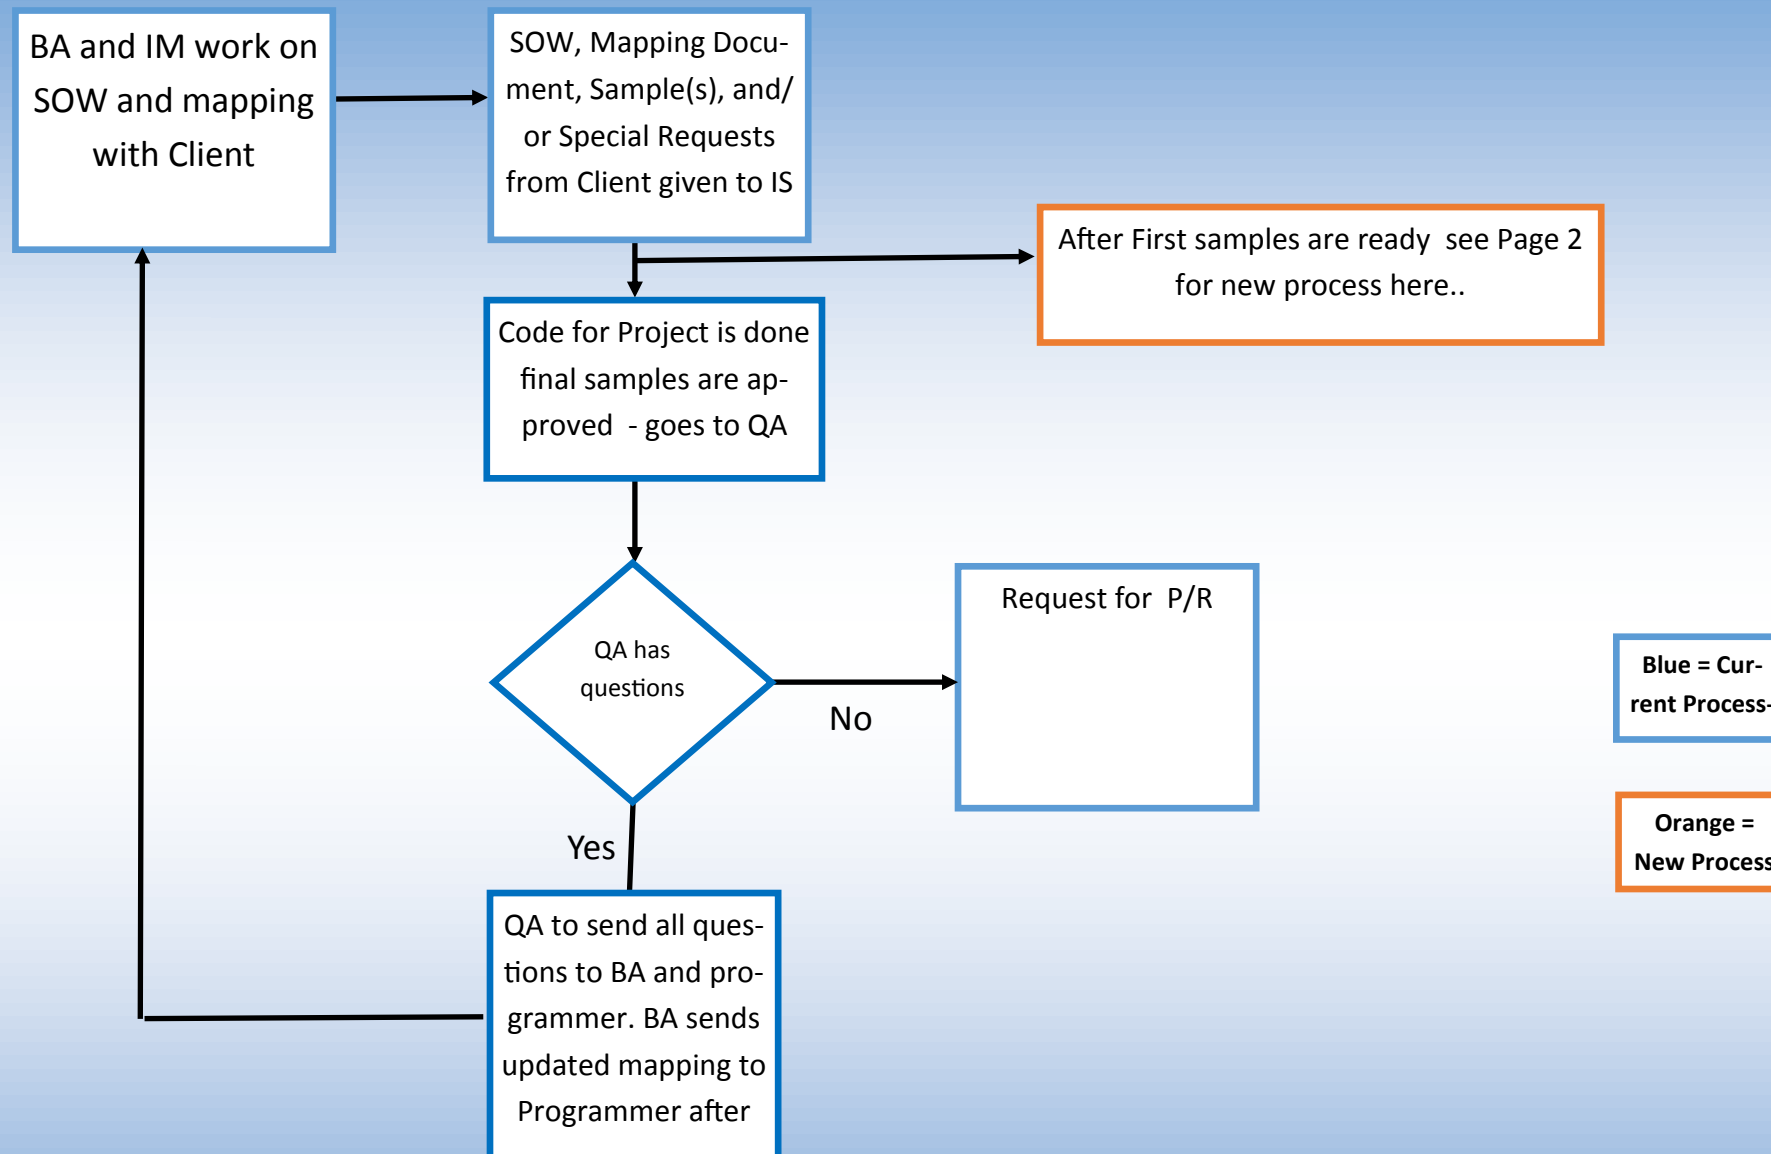 BA and IM work on
SOW and mapping
with Client
SOW, Mapping Docu-
ment, Sample(s), and/
or Special Requests
from Client given to IS
After First samples are ready  see Page 2
for new process here..
Code for Project is done
final samples are ap-
proved  - goes to QA
QA has
questions
No
Request for  P/R
Blue = Cur-
rent Process-
Orange =
New Process
Yes
QA to send all ques-
tions to BA and pro-
grammer. BA sends
updated mapping to
Programmer after